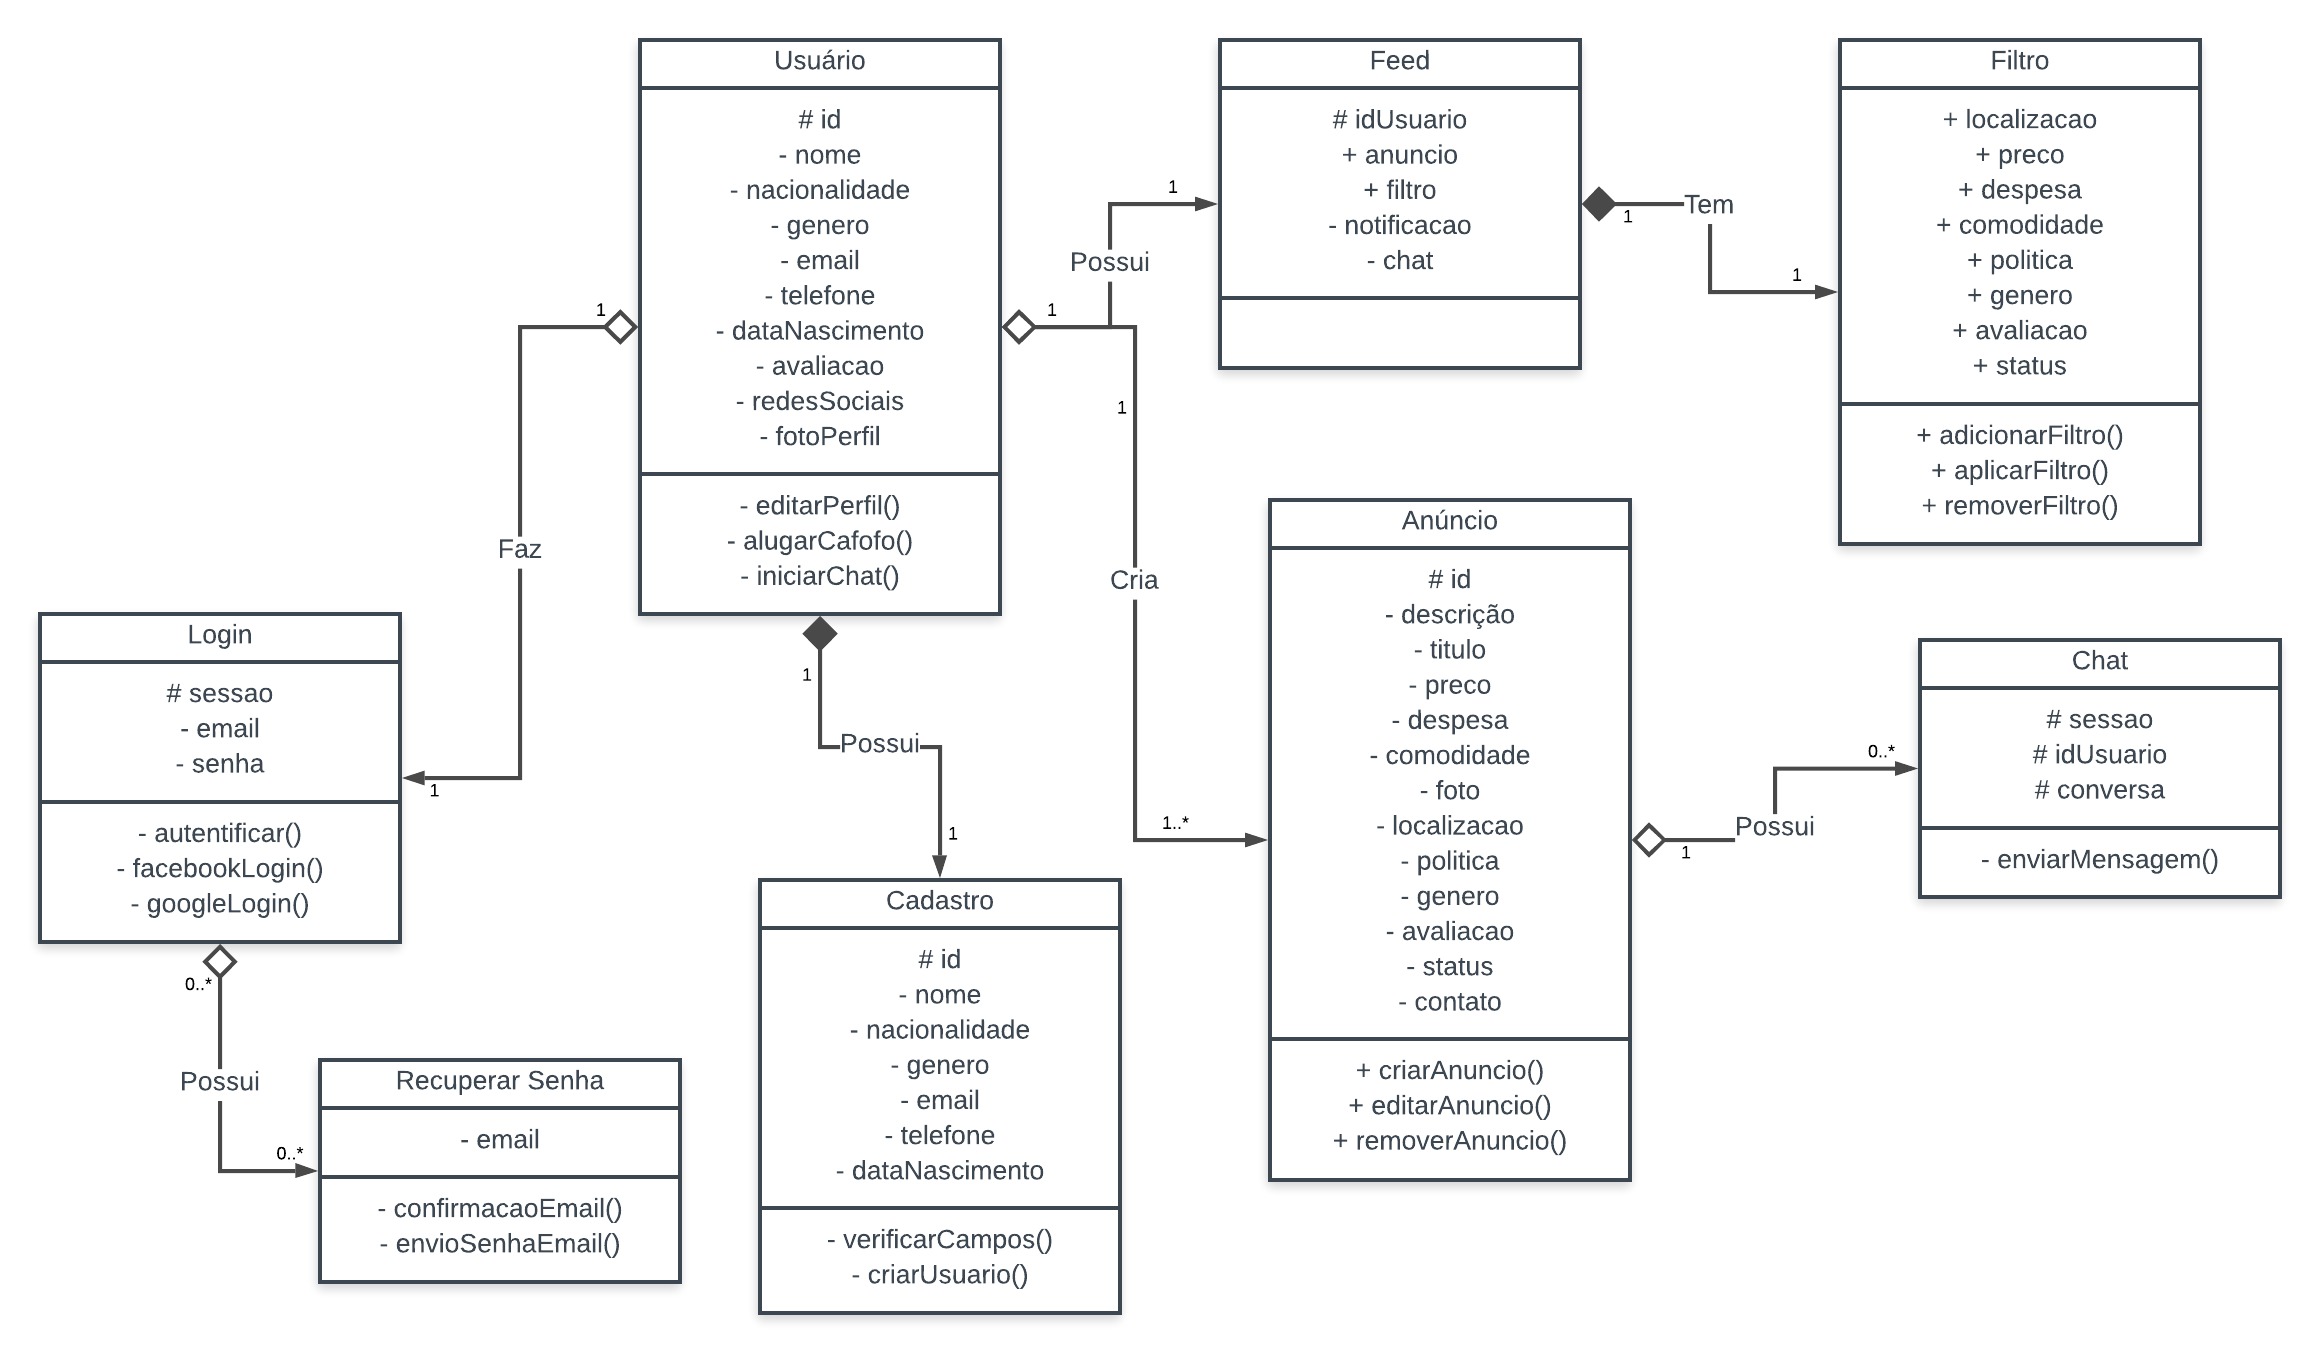 Usuário
# id
- nome
- nacionalidade
- genero
- email
- telefone
- dataNascimento
- avaliacao
- redesSociais
- fotoPerfil
- editarPerfil()
- alugarCafofo()
- iniciarChat()
Feed
# idUsuario
+ anuncio
+ filtro
- notificacao
- chat
Filtro
+ localizacao
+ preco
+ despesa
+ comodidade
+ politica
+ genero
+ avaliacao
+ status
+ adicionarFiltro()
+ aplicarFiltro()
+ removerFiltro()
1
Possui
1
1
Tem
1
1
Faz
1
1
Cria
1..*
Login
# sessao
- email
- senha
- autentificar()
- facebookLogin()
- googleLogin()
1
Possui
1
Anúncio
# id
- descrição
- titulo
- preco
- despesa
- comodidade
- foto
- localizacao
- politica
- genero
- avaliacao
- status
- contato
+ criarAnuncio()
+ editarAnuncio()
+ removerAnuncio()
1
Possui
0..*
Chat
# sessao
# idUsuario
# conversa
- enviarMensagem()
0..*
Possui
0..*
Recuperar Senha
- email
- confirmacaoEmail()
- envioSenhaEmail()
Cadastro
# id
- nome
- nacionalidade
- genero
- email
- telefone
- dataNascimento
- verificarCampos()
- criarUsuario()